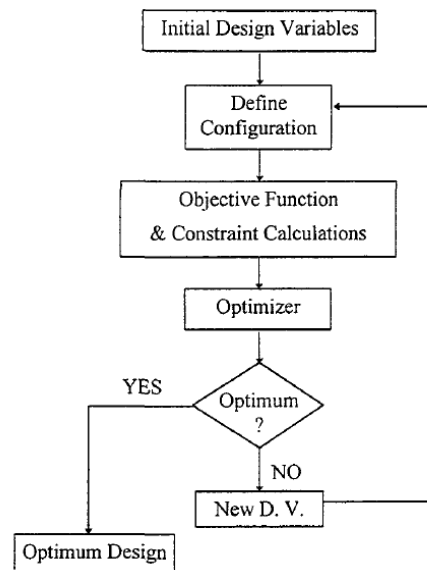 Initial Design Variables
Define
Configuration
Objective Function
& Constraint Calculations
Optimizer
YES
Optimum
?
NO
New D. V.
Optimum Design